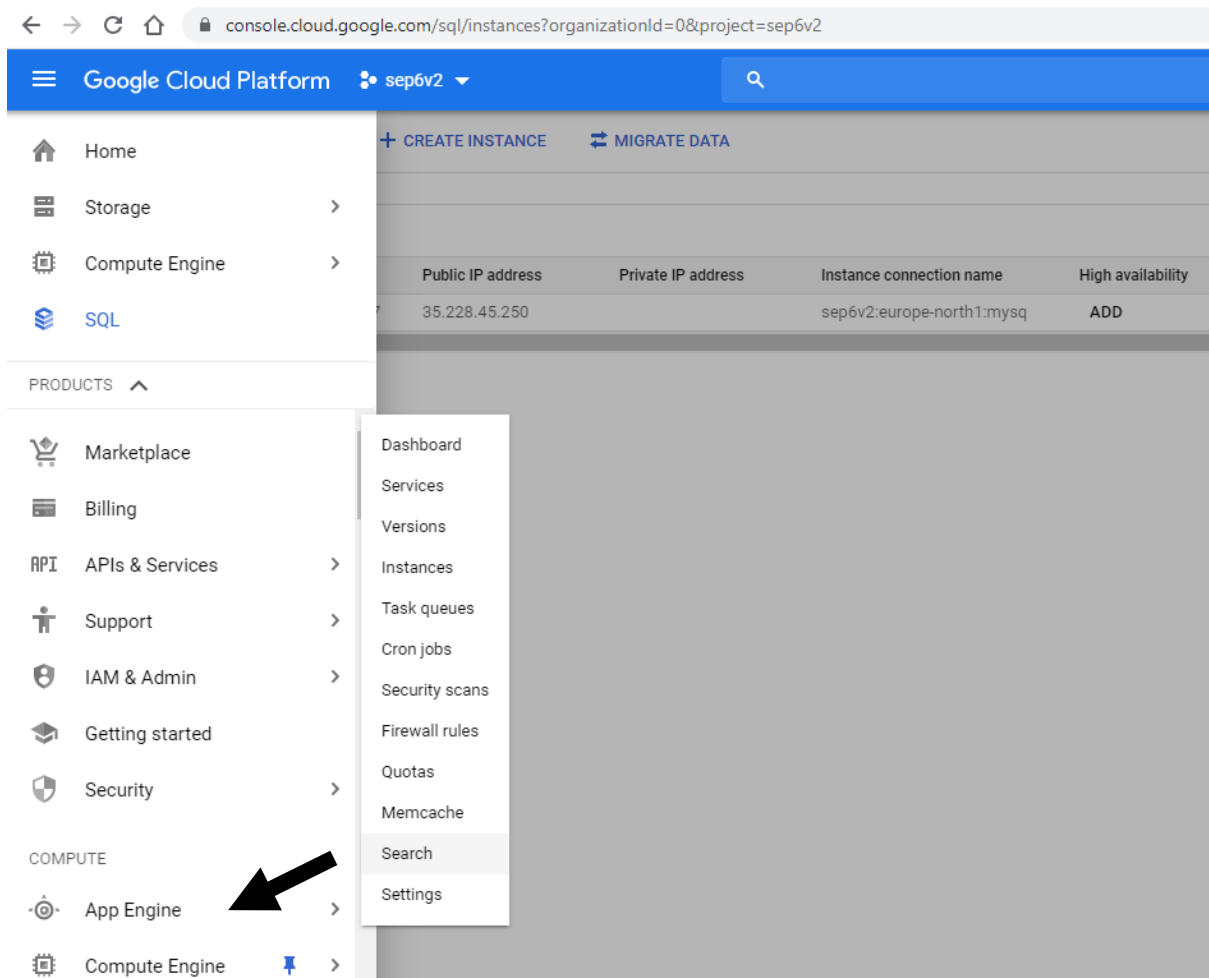 console.cloud.google.com/sql/instances?organizationId=0&project=sep6v2
Google Cloud Platform sep6v2
Home
Storage
Compute Engine
SQL
PRODUCTS
Marketplace
Billing
API APIs & Services
Support
IAM & Admin
Getting started
Security
COMPUTE
App Engine
Compute Engine
Dashboard
Services
Versions
Instances
Task queues
Cron jobs
Security scans
Firewall rules
Quotas
Memcache
Search
Settings
+ CREATE INSTANCE MIGRATE DATA
Public IP address Private IP address Instance connection name High availability
35.228.45.250 sep6v2:europe-north1:mysq ADD